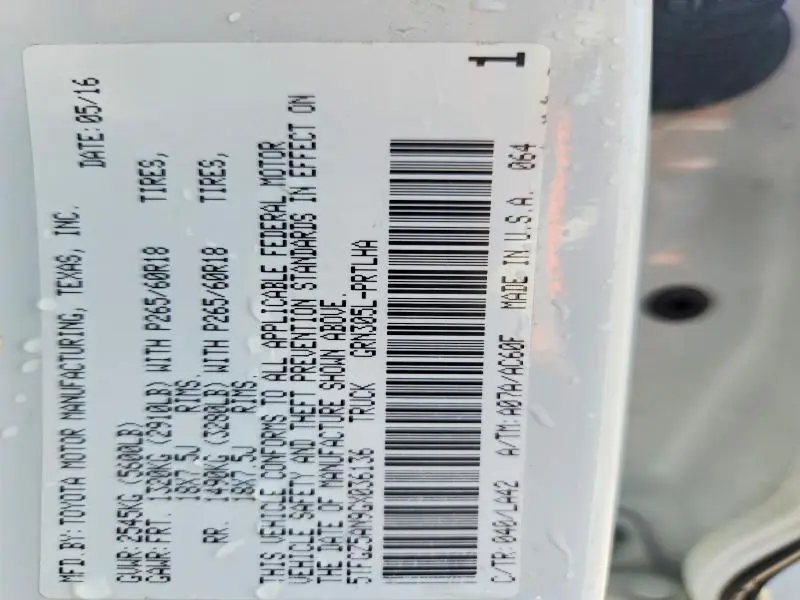 MFD.BY:TOYOTA MOTOR MANUFACTURING, TEXAS, INC. DATE:05/16
GVWR:2545KG (5600LB)
GAWR:FRT. 1320KG (2910LB) WITH P265/60R18 TIRES,
18X7.5J RIMS,
RR. 1490KG (3290LB) WITH P265/60R18 TIRES,
18X7.5J RIMS.
THIS VEHICLE CONFORMS TO ALL APPLICABLE FEDERAL MOTOR
VEHICLE SAFETY AND THEFT PREVENTION STANDARDS IN EFFECT ON
THE DATE OF MANUFACTURE SHOWN ABOVE.
TRUCK GRN305L-PRTLHA
C/TR:040/LA42 A/TM:A07A/AC60F MADE IN U.S.A. 064
1